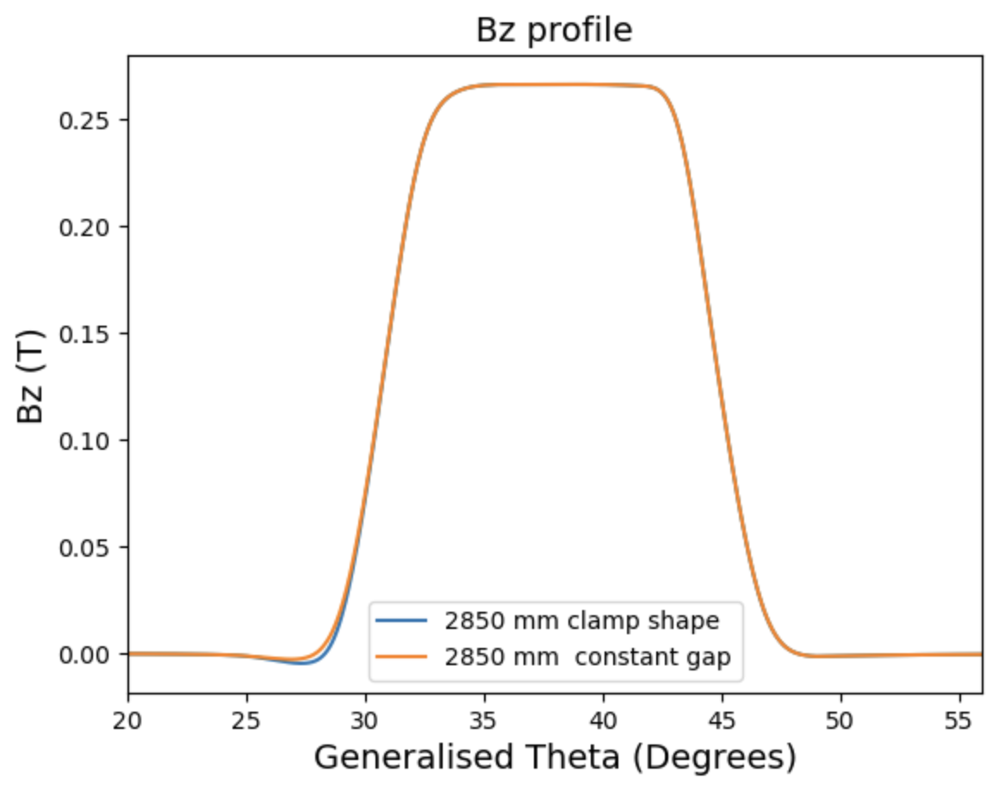 Bz profile
0.25
0.20
0.15
0.10
0.05
0.00
Bz (T)
2850 mm clamp shape
2850 mm  constant gap
20 25 30 35 40 45 50 55
Generalised Theta (Degrees)